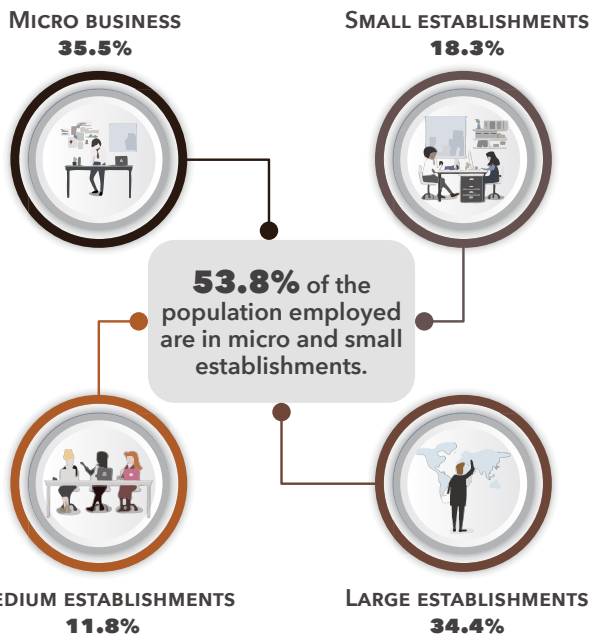 MICRO BUSINESS
35.5%
SMALL ESTABLISHMENTS
18.3%
53.8% of the
population employed
are in micro and small
establishments.
EDIUM ESTABLISHMENTS
11.8%
LARGE ESTABLISHMENTS
34.4%